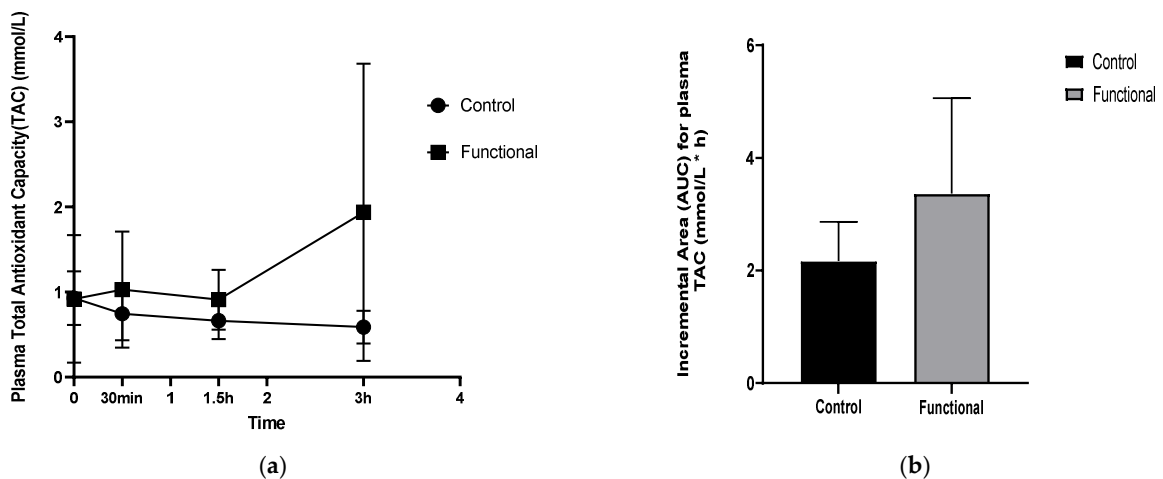 Plasma Total Antioxidant Capacity(TAC) (mmol/L)
4
3
2
1
0
0 30min 1 1.5h 2 3h 4
Time
Control
Functional
(a)
Incremental Area (AUC) for plasma
TAC (mmol/L * h)
6
4
2
0
Control Functional
Control
Functional
(b)